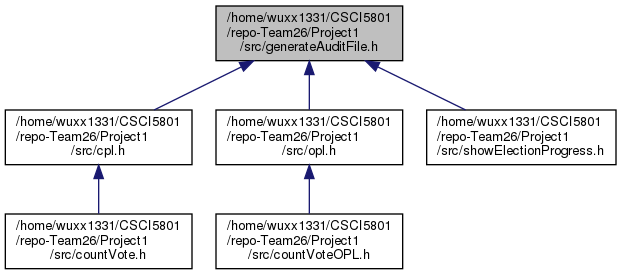 /home/wuxx1331/CSCI5801
/repo-Team26/Project1
/src/generateAuditFile.h
/home/wuxx1331/CSCI5801
/repo-Team26/Project1
/src/cpl.h
/home/wuxx1331/CSCI5801
/repo-Team26/Project1
/src/opl.h
/home/wuxx1331/CSCI5801
/repo-Team26/Project1
/src/showElectionProgress.h
/home/wuxx1331/CSCI5801
/repo-Team26/Project1
/src/countVote.h
/home/wuxx1331/CSCI5801
/repo-Team26/Project1
/src/countVoteOPL.h